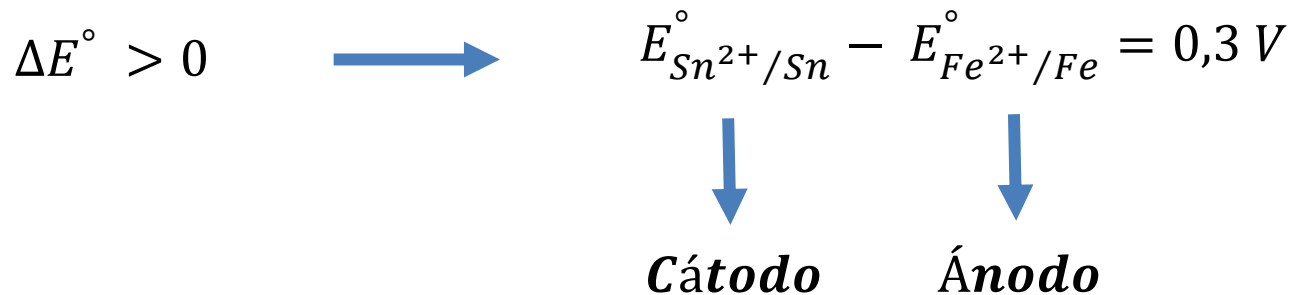 ΔE° > 0
E°Sn²⁺/Sn − E°Fe²⁺/Fe = 0,3 V
Cátodo
Ánodo